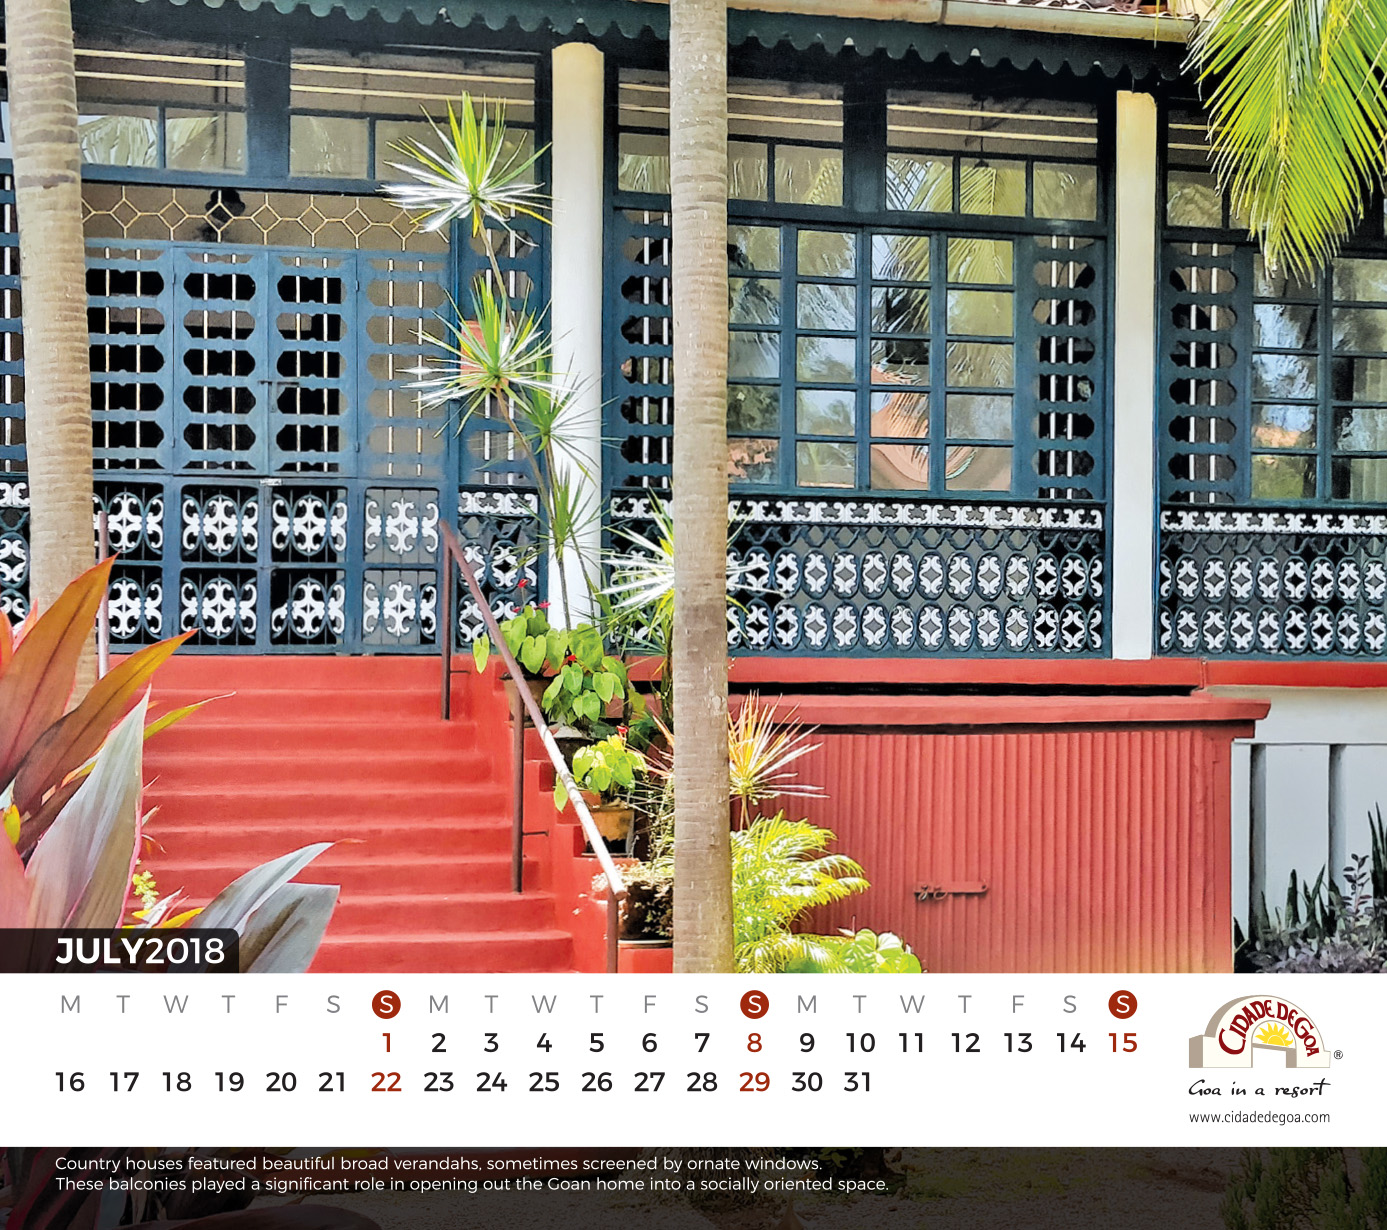 JULY2018
M T W T F S S M T W T F S S M T W T F S S
1 2 3 4 5 6 7 8 9 10 11 12 13 14 15
16 17 18 19 20 21 22 23 24 25 26 27 28 29 30 31
CIDADE DE GOA ®
Goa in a resort
www.cidadedegoa.com
Country houses featured beautiful broad verandahs, sometimes screened by ornate windows.
These balconies played a significant role in opening out the Goan home into a socially oriented space.